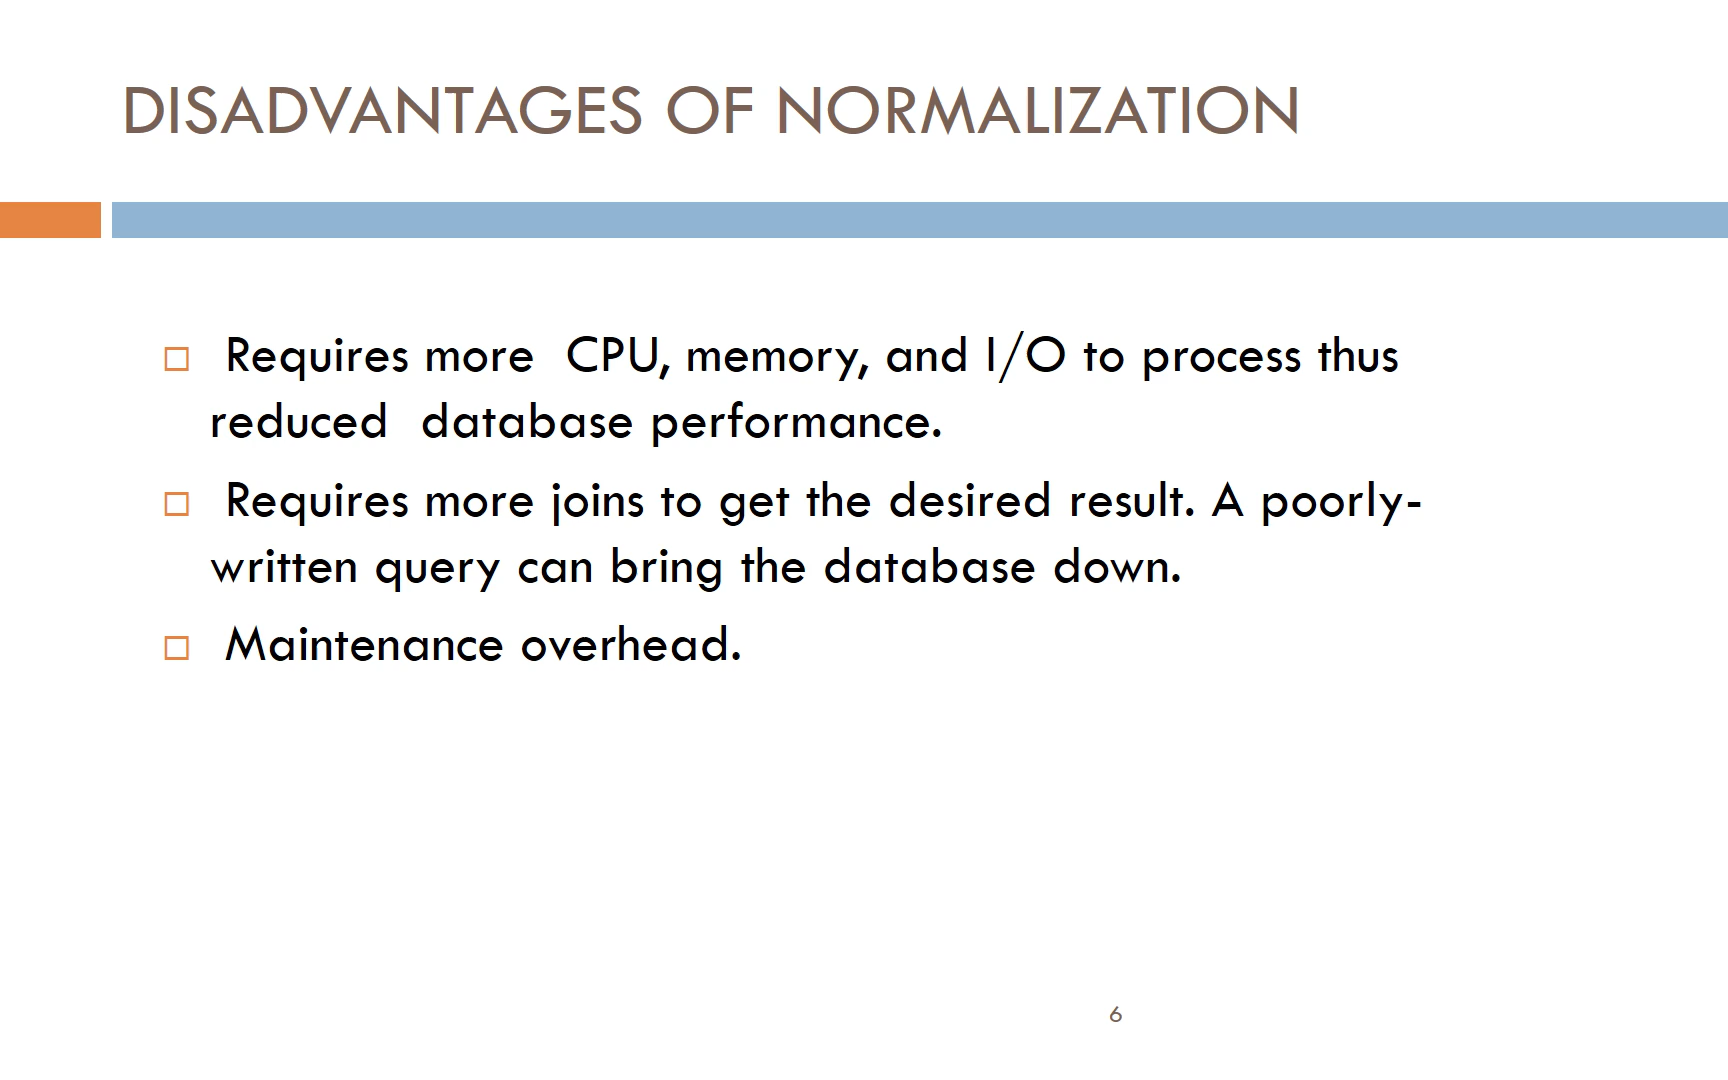 DISADVANTAGES OF NORMALIZATION
Requires more  CPU, memory, and I/O to process thus
reduced  database performance.
Requires more joins to get the desired result. A poorly-
written query can bring the database down.
Maintenance overhead.
6